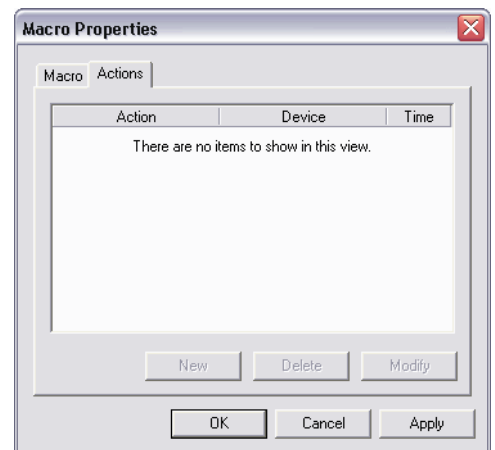 Macro Properties
Macro Actions
Action Device Time
There are no items to show in this view.
New Delete Modify
OK Cancel Apply